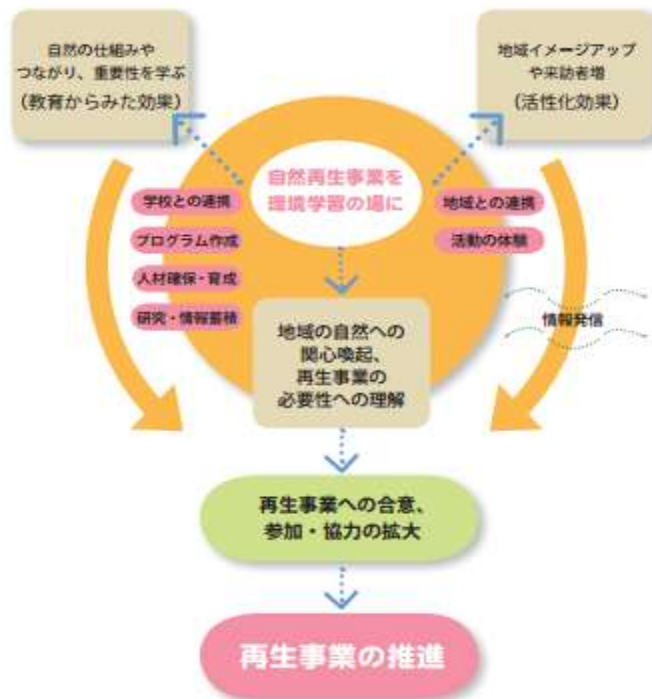 自然の仕組みや
つながり、重要性を学ぶ
（教育からみた効果）
地域イメージアップ
や来訪者増
（活性化効果）
自然再生事業を
環境学習の場に
学校との連携
プログラム作成
人材確保・育成
研究・情報蓄積
地域との連携
活動の体験
情報発信
地域の自然への
関心喚起、
再生事業の
必要性への理解
再生事業への合意、
参加・協力の拡大
再生事業の推進